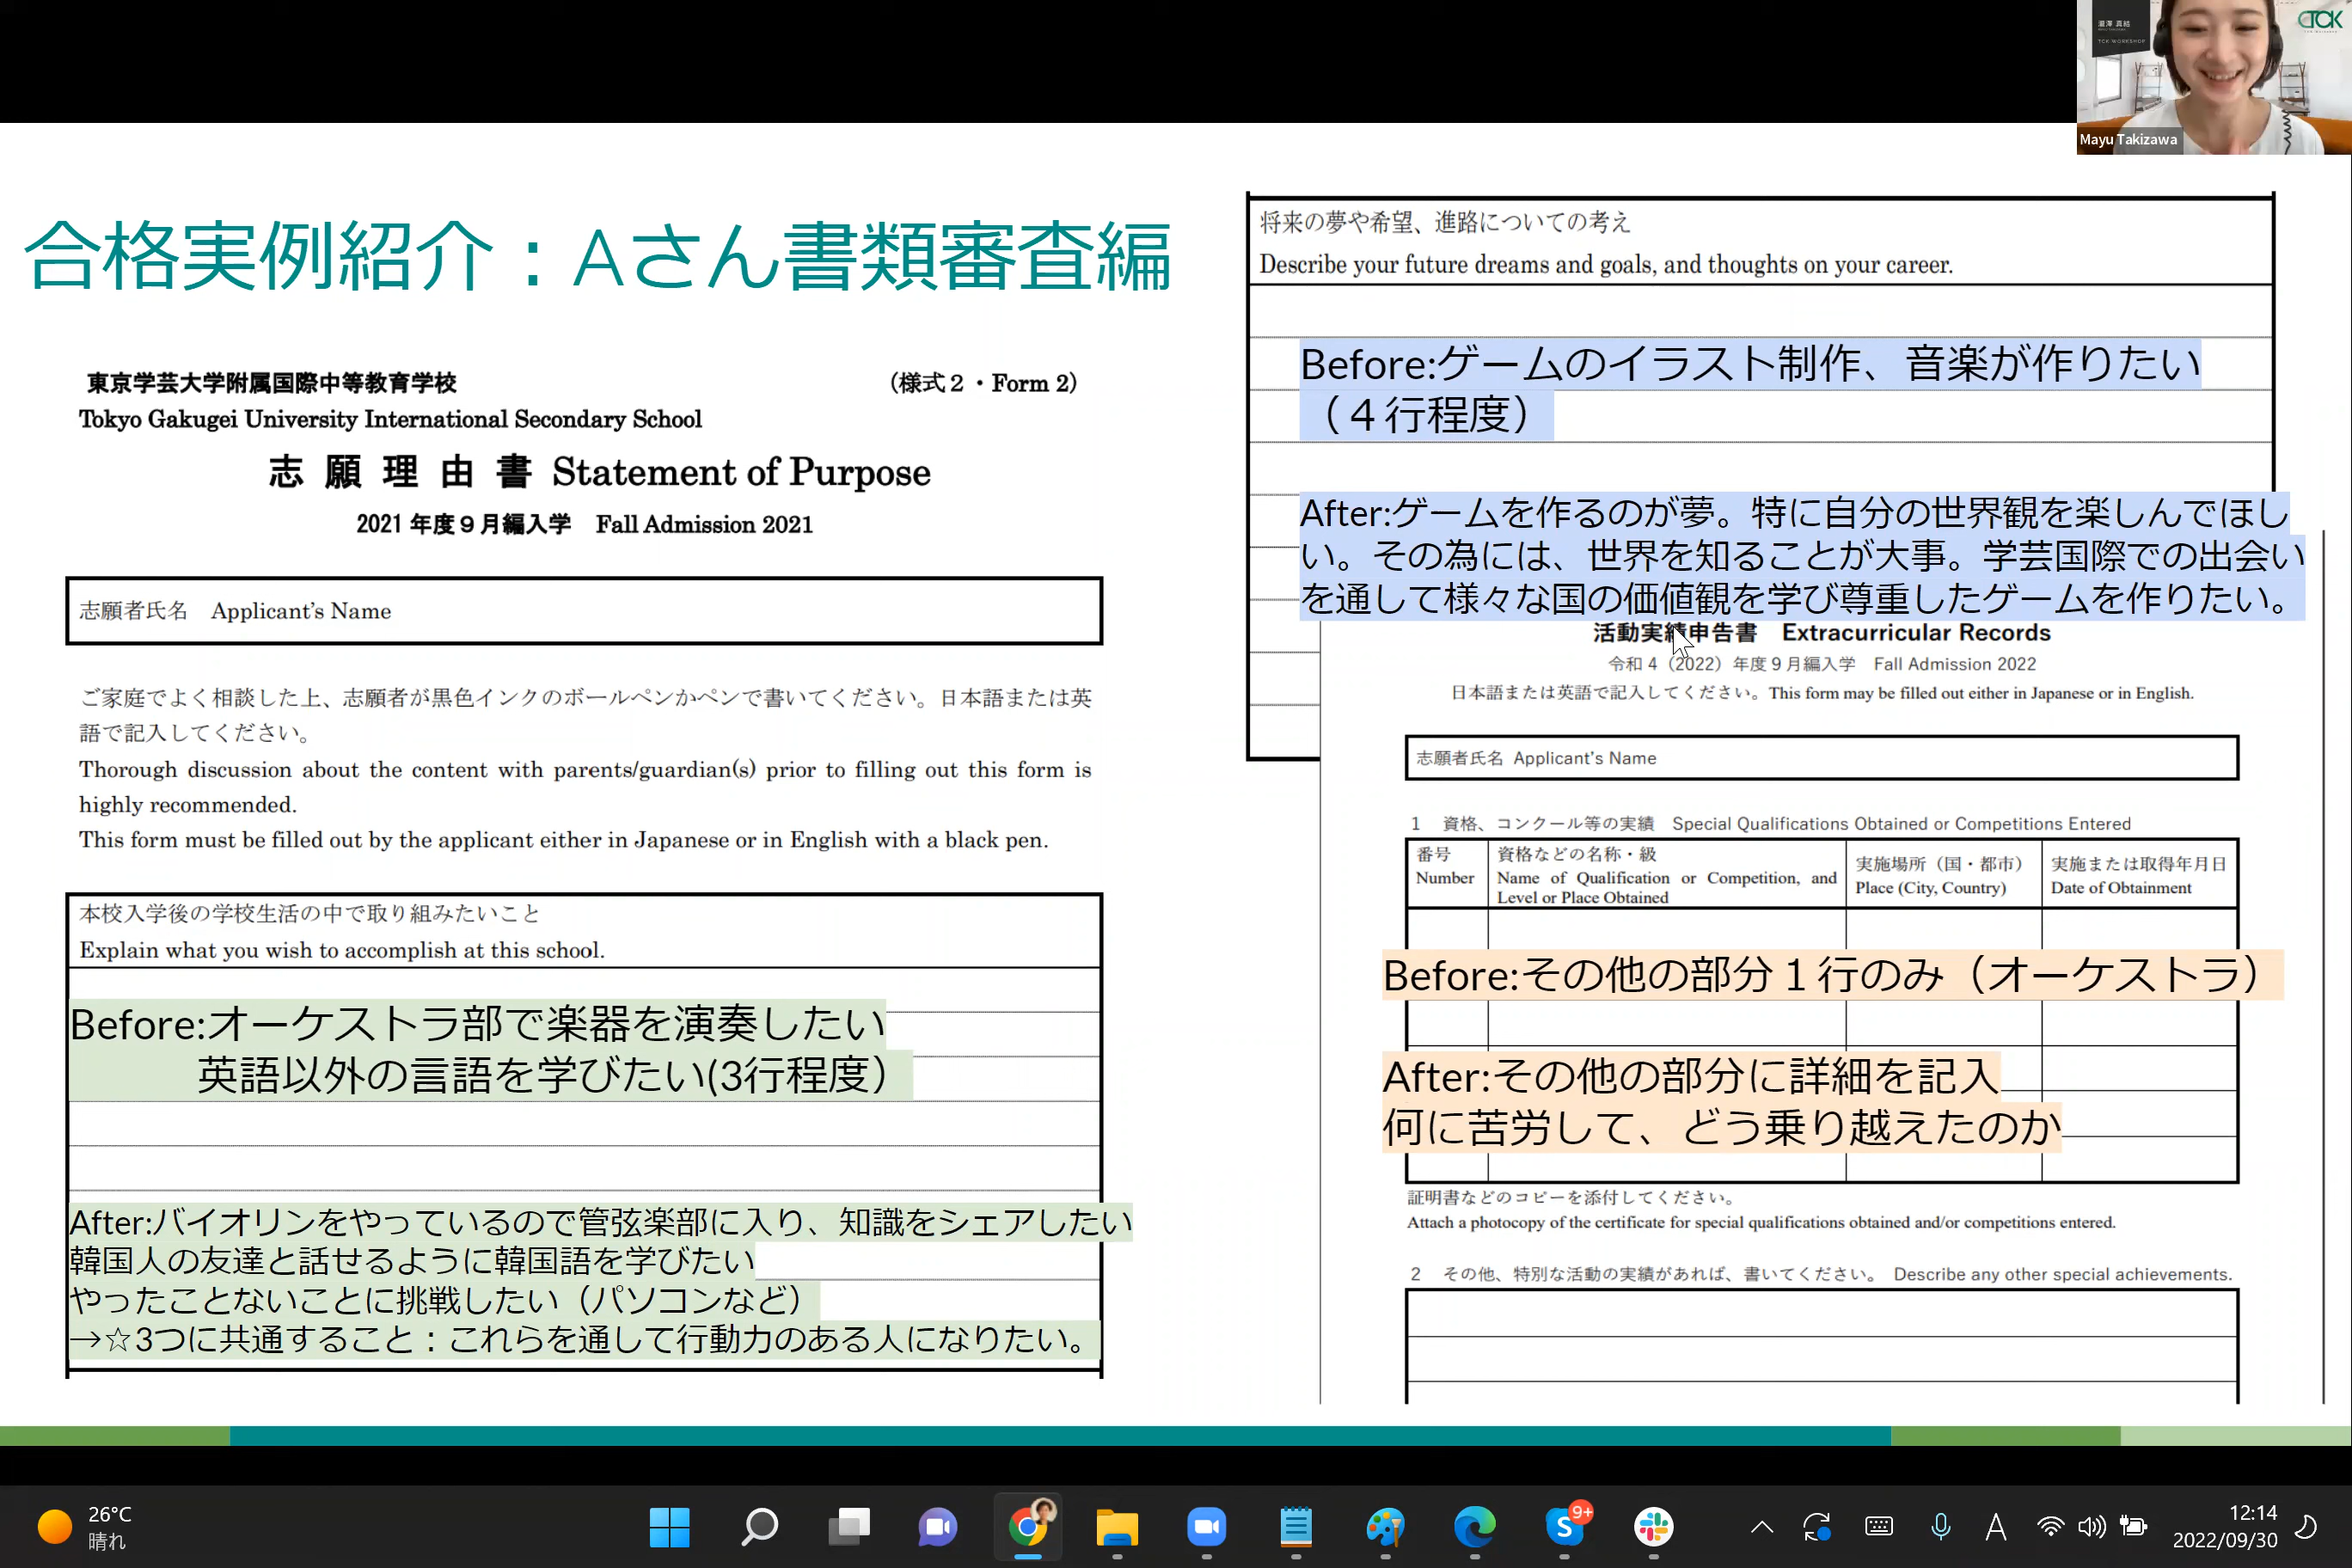 TCK
TCK WORKSHOP
Mayu Takizawa
合格実例紹介：Aさん書類審査編
東京学芸大学附属国際中等教育学校
（様式２・Form 2）
Tokyo Gakugei University International Secondary School
志 願 理 由 書 Statement of Purpose
2021 年度９月編入学　Fall Admission 2021
志願者氏名　Applicant's Name
ご家庭でよく相談した上、志願者が黒色インクのボールペンかペンで書いてください。日本語または英
語で記入してください。
Thorough discussion about the content with parents/guardian(s) prior to filling out this form is
highly recommended.
This form must be filled out by the applicant either in Japanese or in English with a black pen.
本校入学後の学校生活の中で取り組みたいこと
Explain what you wish to accomplish at this school.
Before:オーケストラ部で楽器を演奏したい
英語以外の言語を学びたい(3行程度）
After:バイオリンをやっているので管弦楽部に入り、知識をシェアしたい
韓国人の友達と話せるように韓国語を学びたい
やったことないことに挑戦したい（パソコンなど）
→☆3つに共通すること：これらを通して行動力のある人になりたい。
将来の夢や希望、進路についての考え
Describe your future dreams and goals, and thoughts on your career.
Before:ゲームのイラスト制作、音楽が作りたい
（４行程度）
After:ゲームを作るのが夢。特に自分の世界観を楽しんでほし
い。その為には、世界を知ることが大事。学芸国際での出会い
を通して様々な国の価値観を学び尊重したゲームを作りたい。
活動実績申告書　Extracurricular Records
令和４（2022）年度９月編入学　Fall Admission 2022
日本語または英語で記入してください。This form may be filled out either in Japanese or in English.
志願者氏名 Applicant's Name
1　資格、コンクール等の実績　Special Qualifications Obtained or Competitions Entered
番号
Number
資格などの名称・級
Name of Qualification or Competition, and
Level or Place Obtained
実施場所（国・都市）
Place (City, Country)
実施または取得年月日
Date of Obtainment
Before:その他の部分１行のみ（オーケストラ）
After:その他の部分に詳細を記入
何に苦労して、どう乗り越えたのか
証明書などのコピーを添付してください。
Attach a photocopy of the certificate for special qualifications obtained and/or competitions entered.
2　その他、特別な活動の実績があれば、書いてください。 Describe any other special achievements.
26°C
晴れ
9+
A
12:14
2022/09/30